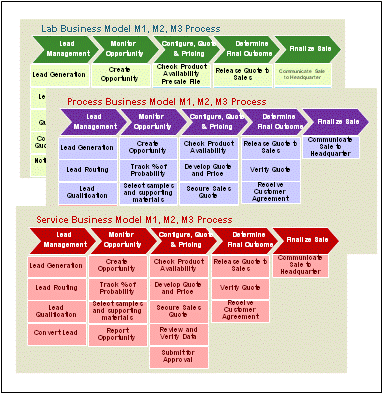 Lab Business Model M1, M2, M3 Process
Lead
Management
Monitor
Opportunity
Configure, Quote
& Pricing
Determine
Final Outcome
Finalize Sale
Lead Generation
Create
Opportunity
Check Product
Availability
Presale File
Release Quote to
Sales
Communicate Sale
to Headquarter
Process Business Model M1, M2, M3 Process
Lead
Management
Monitor
Opportunity
Configure, Quote
& Pricing
Determine
Final Outcome
Finalize Sale
Lead Generation
Create
Opportunity
Check Product
Availability
Release Quote to
Sales
Communicate
Sale to
Headquarter
Lead Routing
Track % of
Probability
Develop Quote
and Price
Verify Quote
Lead
Qualification
Select samples
and supporting
materials
Secure Sales
Quote
Receive
Customer
Agreement
Service Business Model M1, M2, M3 Process
Lead
Management
Monitor
Opportunity
Configure, Quote
& Pricing
Determine
Final Outcome
Finalize Sale
Lead Generation
Create
Opportunity
Check Product
Availability
Release Quote to
Sales
Communicate
Sale to
Headquarter
Lead Routing
Track % of
Probability
Develop Quote
and Price
Verify Quote
Lead
Qualification
Select samples
and supporting
materials
Secure Sales
Quote
Receive
Customer
Agreement
Convert Lead
Report
Opportunity
Review and
Verify Data
Submit for
Approval